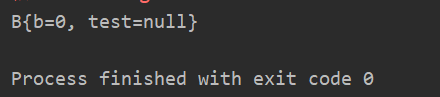 B{b=0, test=null}
Process finished with exit code 0